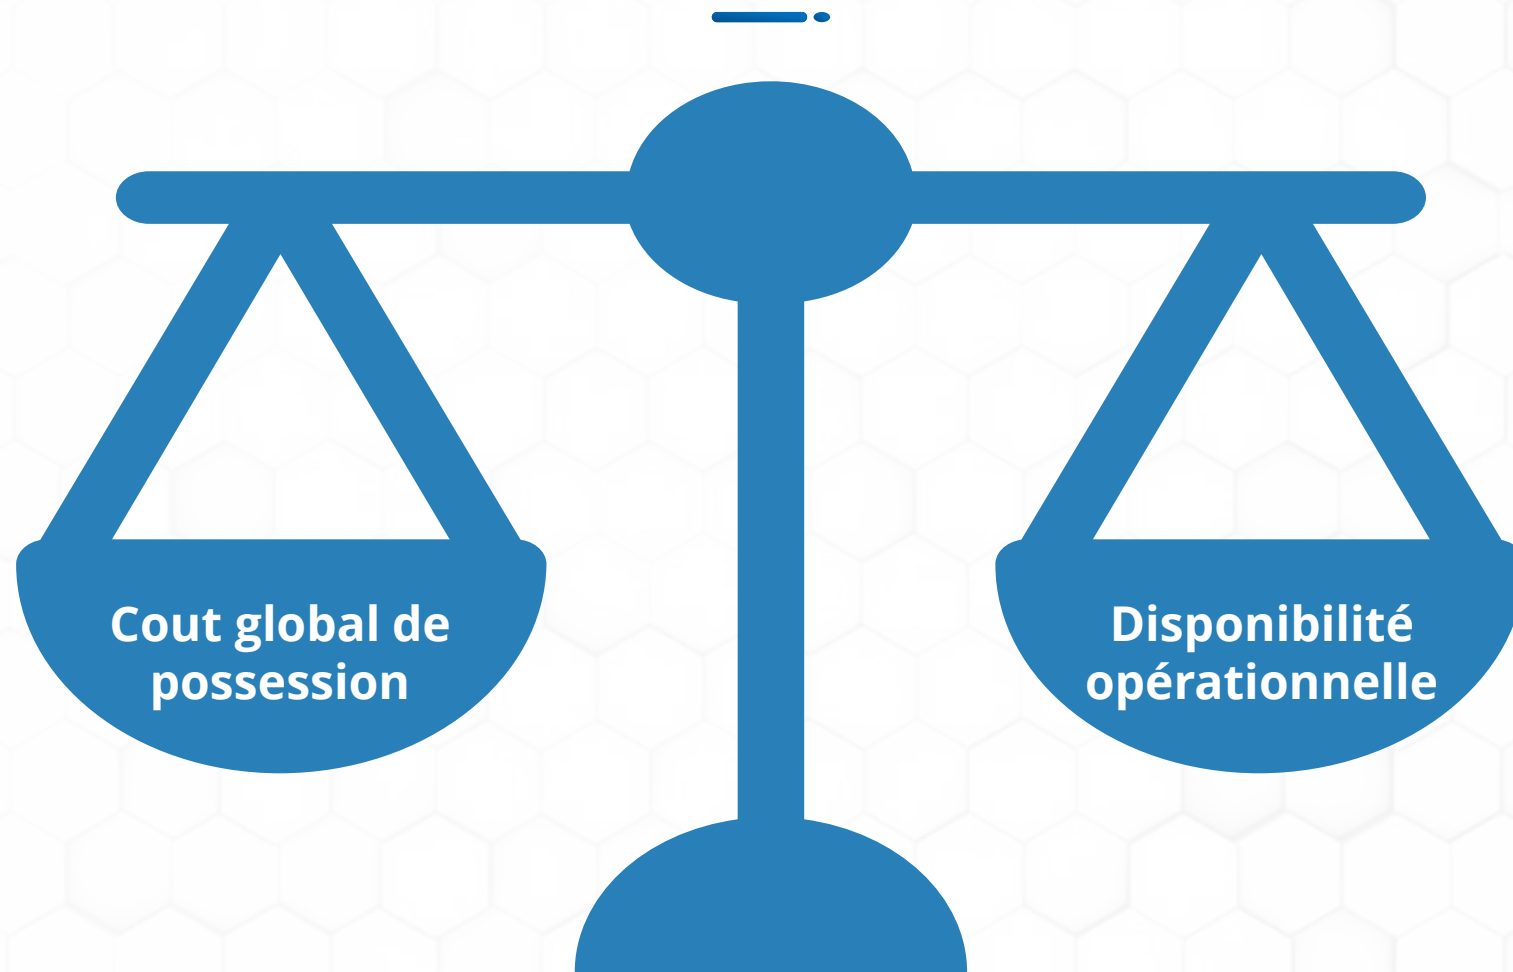 Cout global de
possession
Disponibilité
opérationnelle